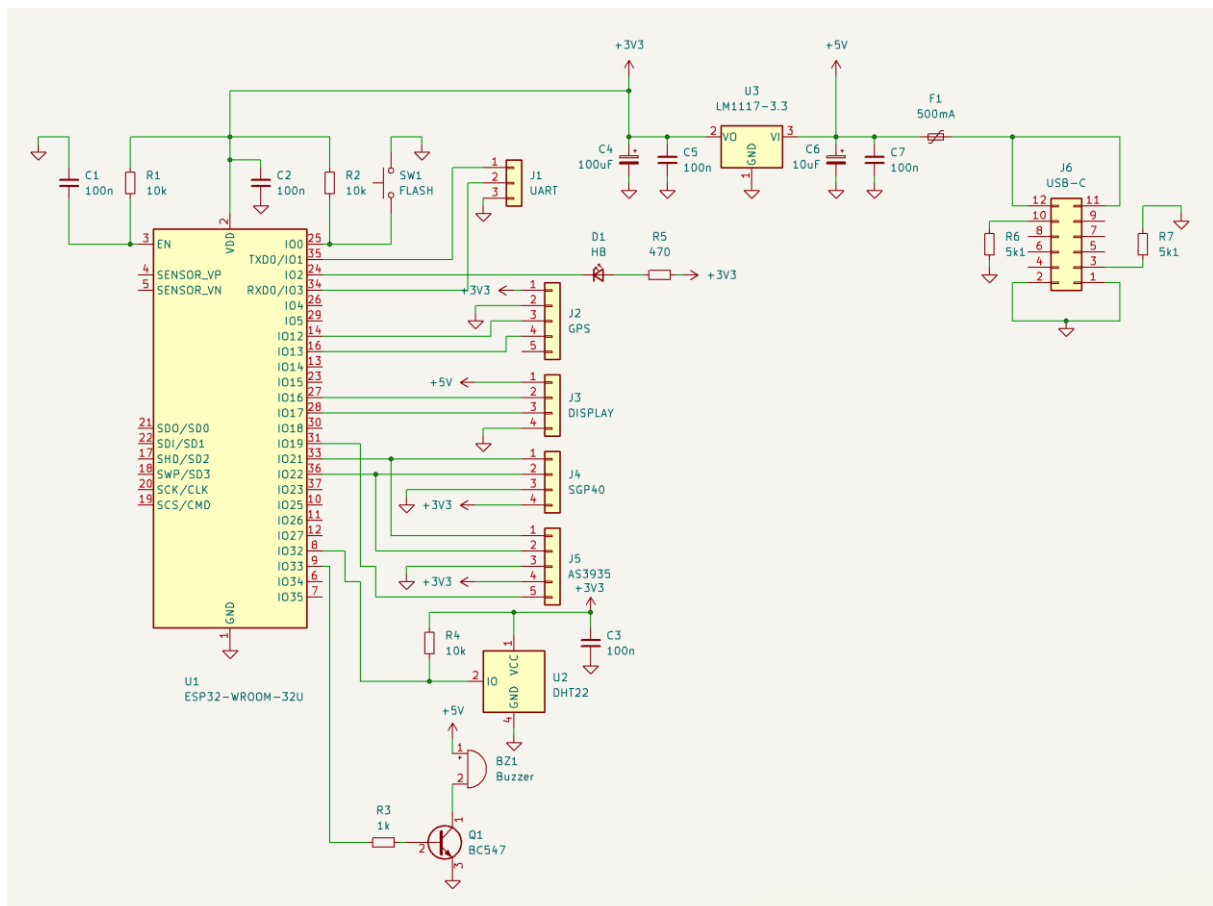 +3V3
+5V
U3
LM1117-3.3
F1
500mA
2 VO VI 3
GND
1
C4
100uF
C5
100n
C6
10uF
C7
100n
J6
USB-C
12 11
10 9
8 7
6 5
4 3
2 1
R6
5k1
R7
5k1
C1
100n
R1
10k
C2
100n
R2
10k
SW1
FLASH
1
2
3
J1
UART
2
VDD
3 EN
4 SENSOR_VP
5 SENSOR_VN
21 SDO/SD0
22 SDI/SD1
17 SHD/SD2
18 SWP/SD3
20 SCK/CLK
19 SCS/CMD
IO0 25
TXD0/IO1 35
IO2 24
RXD0/IO3 34
IO4 26
IO5 29
IO12 14
IO13 16
IO14 13
IO15 23
IO16 27
IO17 28
IO18 30
IO19 31
IO21 33
IO22 36
IO23 37
IO25 10
IO26 11
IO27 12
IO32 8
IO33 9
IO34 6
IO35 7
GND
1
U1
ESP32-WROOM-32U
D1
HB
R5
470
+3V3
+3V3
1
2
3
4
5
J2
GPS
+5V
1
2
3
4
J3
DISPLAY
1
2
3
+3V3 4
J4
SGP40
1
2
3
+3V3 4
5
J5
AS3935
+3V3
R4
10k
C3
100n
1
VCC
2 IO
GND
4
U2
DHT22
+5V
1
+
2
BZ1
Buzzer
R3
1k
1
2
3
Q1
BC547